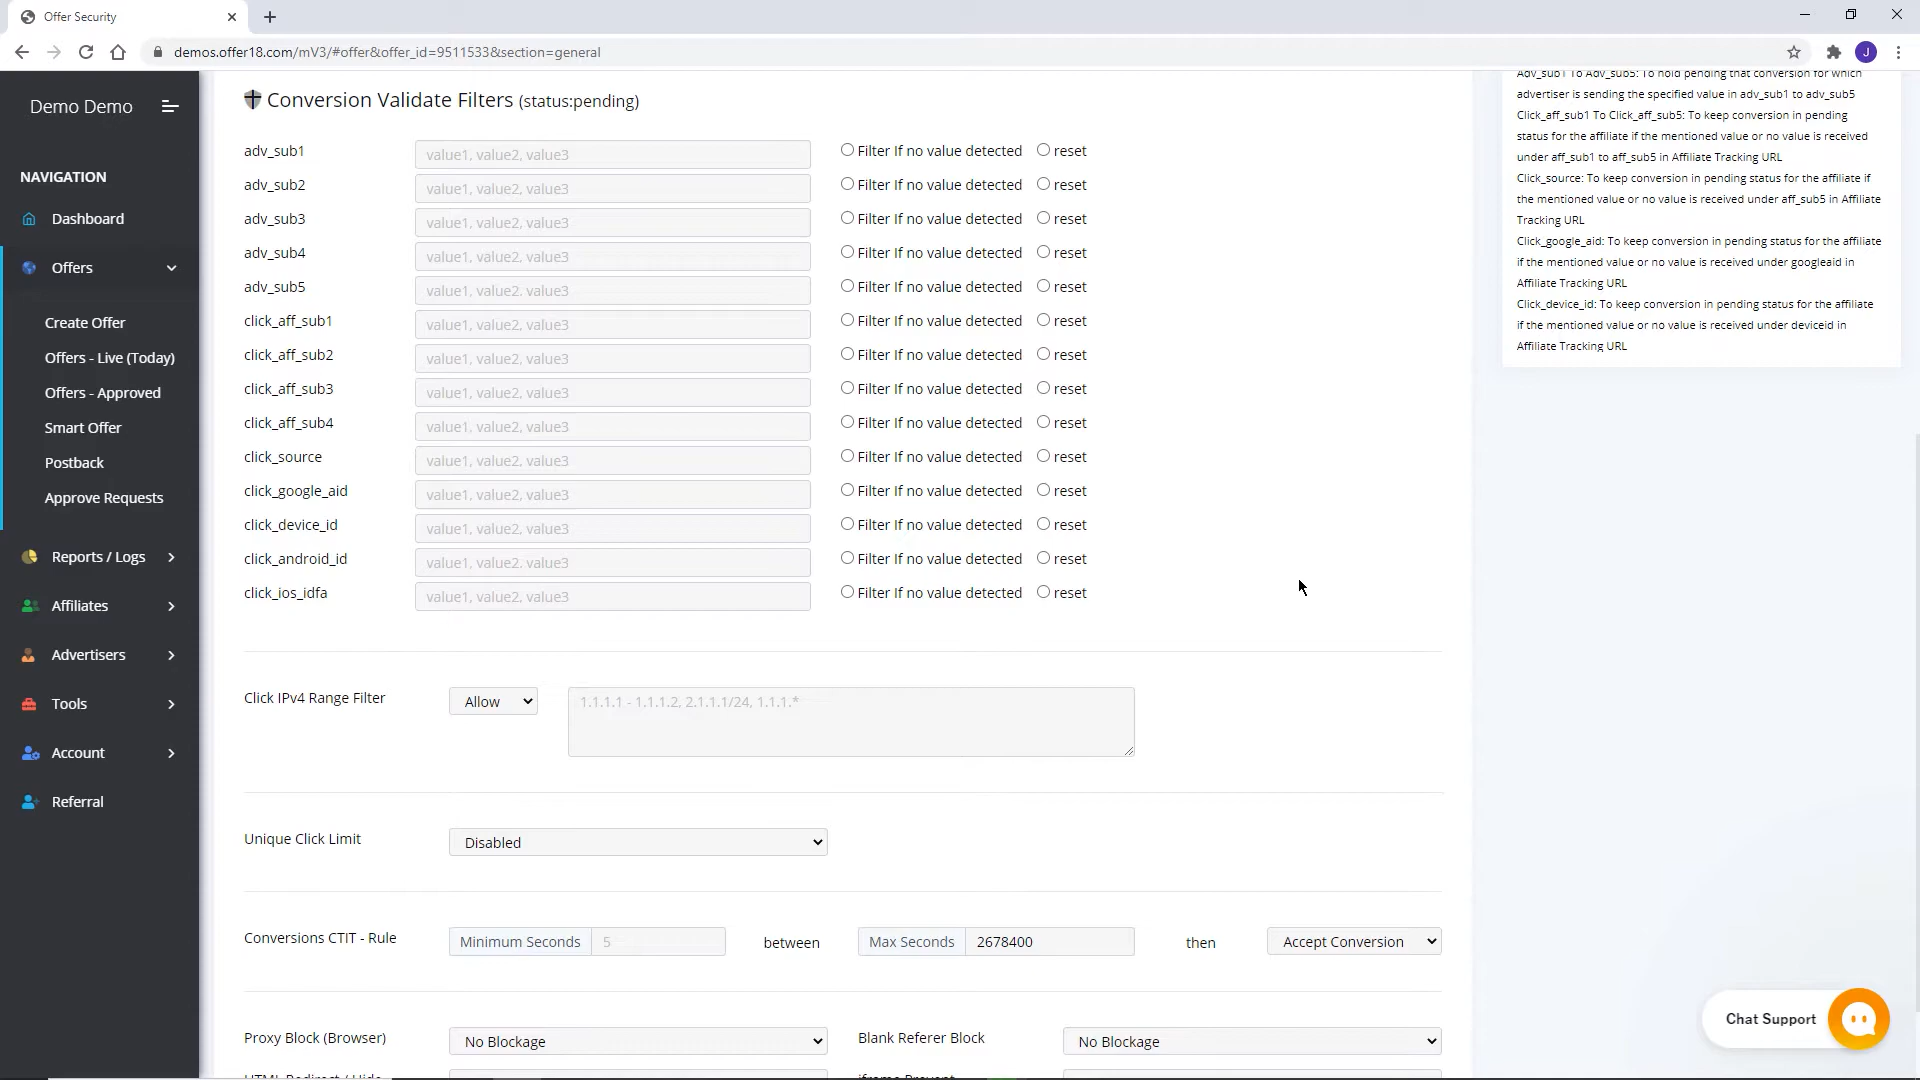 Offer Security
demos.offer18.com/mV3/#offer&offer_id=9511533&section=general
J
Demo Demo
NAVIGATION
Dashboard
Offers
Create Offer
Offers - Live (Today)
Offers - Approved
Smart Offer
Postback
Approve Requests
Reports / Logs
Affiliates
Advertisers
Tools
Account
Referral
Conversion Validate Filters (status:pending)
adv_sub1 value1, value2, value3 Filter If no value detected reset
adv_sub2 value1, value2, value3 Filter If no value detected reset
adv_sub3 value1, value2, value3 Filter If no value detected reset
adv_sub4 value1, value2, value3 Filter If no value detected reset
adv_sub5 value1, value2, value3 Filter If no value detected reset
click_aff_sub1 value1, value2, value3 Filter If no value detected reset
click_aff_sub2 value1, value2, value3 Filter If no value detected reset
click_aff_sub3 value1, value2, value3 Filter If no value detected reset
click_aff_sub4 value1, value2, value3 Filter If no value detected reset
click_source value1, value2, value3 Filter If no value detected reset
click_google_aid value1, value2, value3 Filter If no value detected reset
click_device_id value1, value2, value3 Filter If no value detected reset
click_android_id value1, value2, value3 Filter If no value detected reset
click_ios_idfa value1, value2, value3 Filter If no value detected reset
Click IPv4 Range Filter Allow 1.1.1.1 - 1.1.1.2, 2.1.1.1/24, 1.1.1.*
Unique Click Limit Disabled
Conversions CTIT - Rule Minimum Seconds 5 between Max Seconds 2678400 then Accept Conversion
Proxy Block (Browser) No Blockage Blank Referer Block No Blockage
HTML Redirect / Hide iframe Prevent
Adv_sub1 To Adv_sub5: To hold pending that conversion for which
advertiser is sending the specified value in adv_sub1 to adv_sub5
Click_aff_sub1 To Click_aff_sub5: To keep conversion in pending
status for the affiliate if the mentioned value or no value is received
under aff_sub1 to aff_sub5 in Affiliate Tracking URL
Click_source: To keep conversion in pending status for the affiliate if
the mentioned value or no value is received under aff_sub5 in Affiliate
Tracking URL
Click_google_aid: To keep conversion in pending status for the affiliate
if the mentioned value or no value is received under googleaid in
Affiliate Tracking URL
Click_device_id: To keep conversion in pending status for the affiliate
if the mentioned value or no value is received under deviceid in
Affiliate Tracking URL
Chat Support